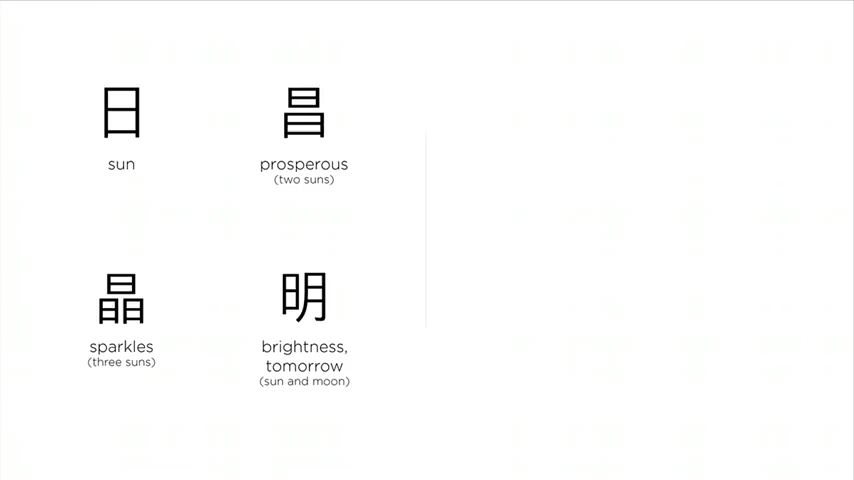 日
sun
昌
prosperous
(two suns)
晶
sparkles
(three suns)
明
brightness,
tomorrow
(sun and moon)